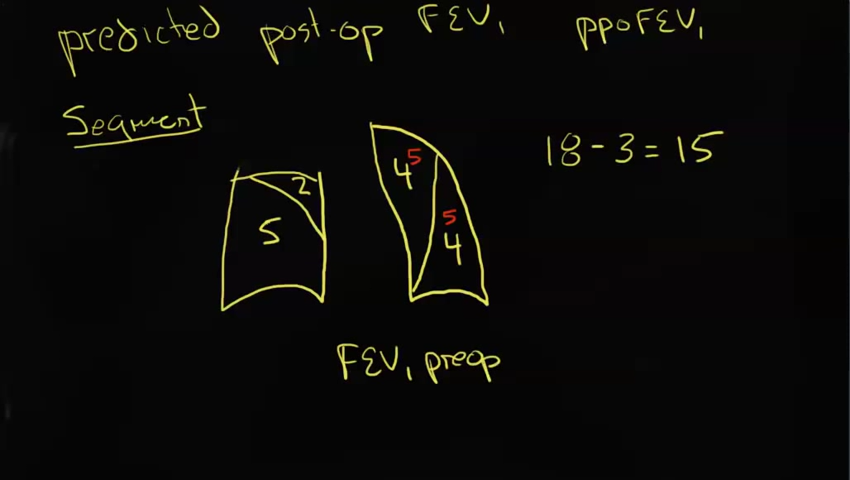 predicted post-op FEV₁ ppoFEV₁
Segment
18 - 3 = 15
2
4 5
5
5
4
FEV₁ preop